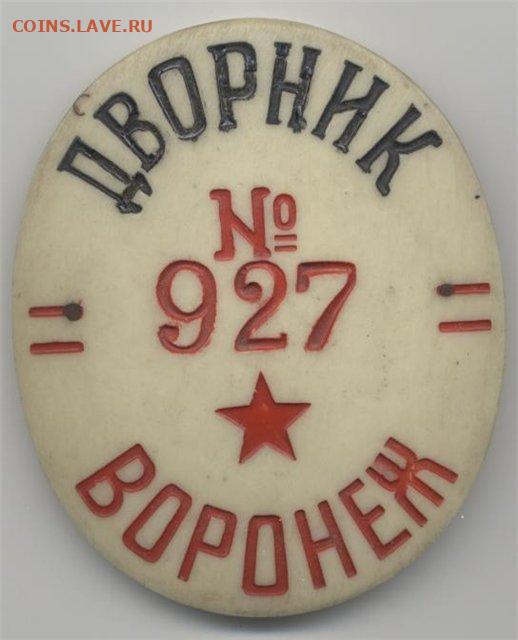 COINS.LAVE.RU
ДВОРНИК
№
927
ВОРОНЕЖ